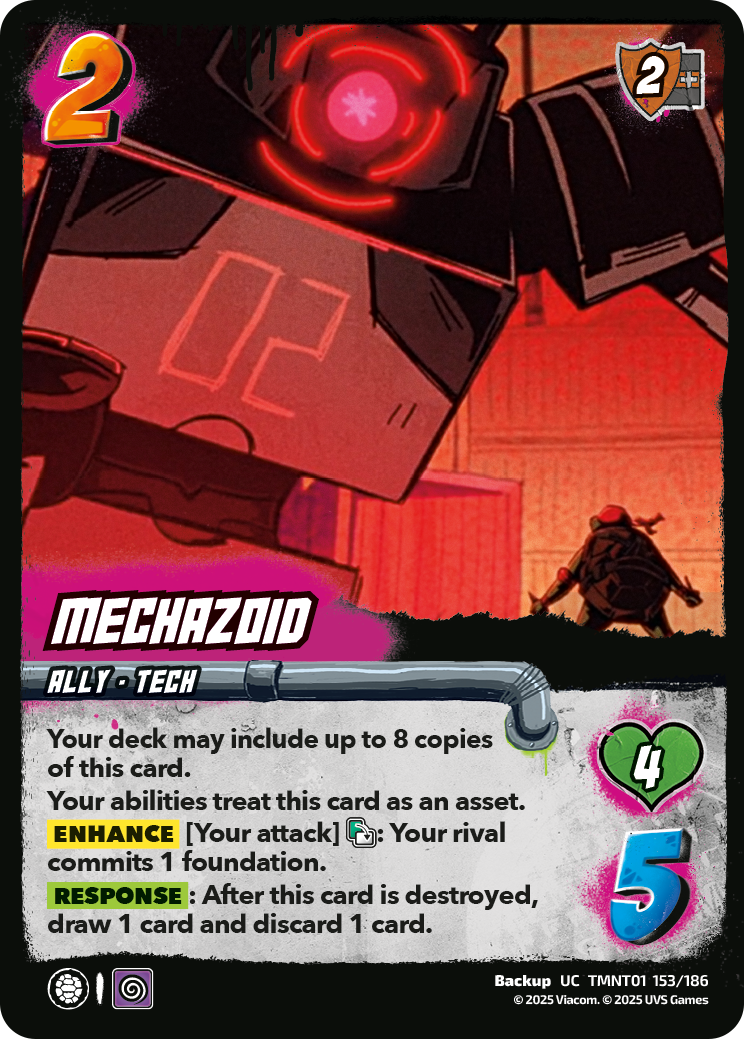 2
2
02
MECHAZOID
ALLY • TECH
Your deck may include up to 8 copies
of this card.
Your abilities treat this card as an asset.
ENHANCE [Your attack] : Your rival
commits 1 foundation.
RESPONSE : After this card is destroyed,
draw 1 card and discard 1 card.
4
5
Backup UC TMNT01 153/186
© 2025 Viacom. © 2025 UVS Games